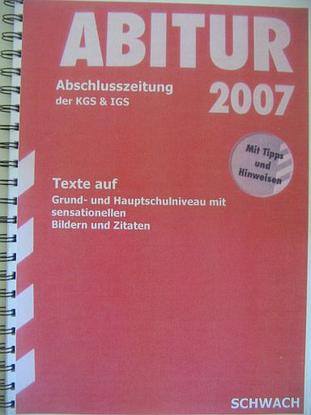 ABITUR
2007
Abschlusszeitung
der KGS & IGS
Mit Tipps
und
Hinweisen
Texte auf
Grund- und Hauptschulniveau mit
sensationellen
Bildern und Zitaten
SCHWACH